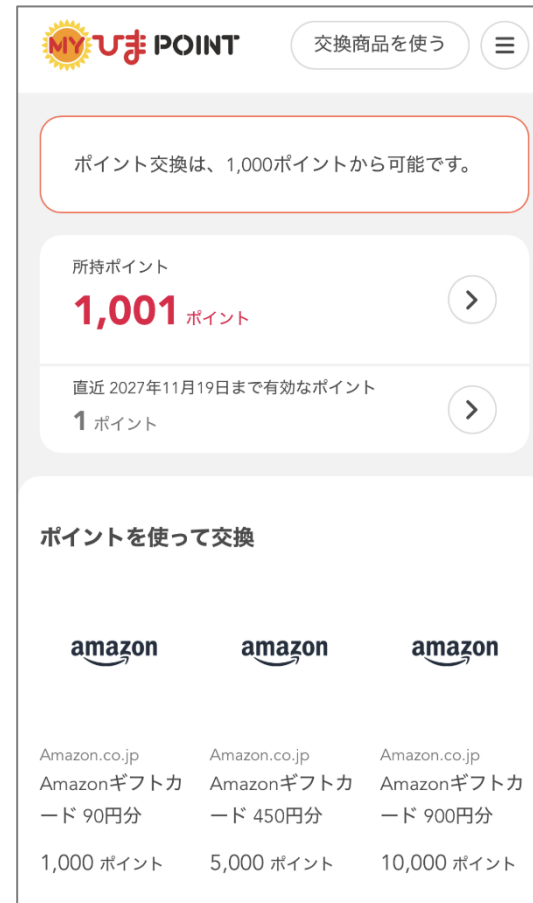 MY ひま POINT
交換商品を使う
ポイント交換は、1,000ポイントから可能です。
所持ポイント
1,001 ポイント
直近 2027年11月19日まで有効なポイント
1 ポイント
ポイントを使って交換
amazon amazon amazon
Amazon.co.jp Amazon.co.jp Amazon.co.jp
Amazonギフトカ Amazonギフトカ Amazonギフトカ
ード 90円分 ード 450円分 ード 900円分
1,000 ポイント 5,000 ポイント 10,000 ポイント